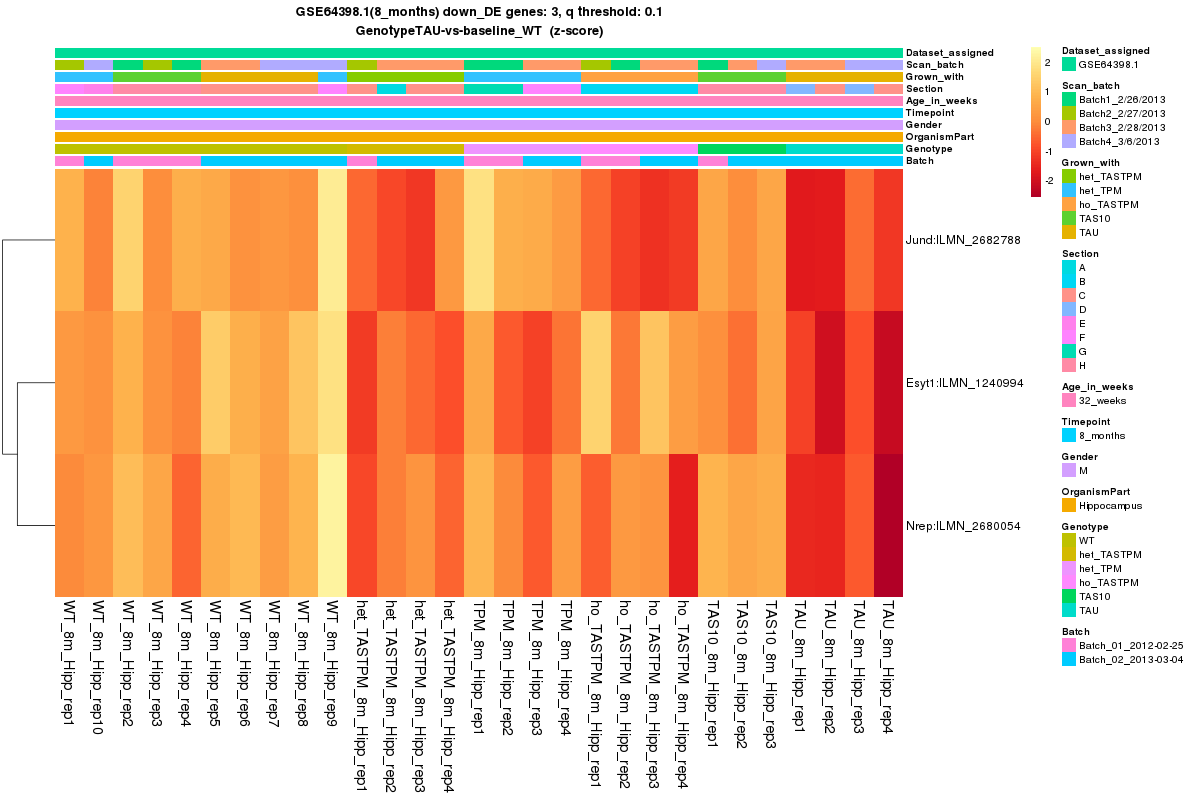 GSE64398.1(8_months) down_DE genes: 3, q threshold: 0.1
GenotypeTAU-vs-baseline_WT (z-score)
Dataset_assigned
Scan_batch
Grown_with
Section
Age_in_weeks
Timepoint
Gender
OrganismPart
Genotype
Batch
Jund:ILMN_2682788
Esyt1:ILMN_1240994
Nrep:ILMN_2680054
WT_8m_Hipp_rep1
WT_8m_Hipp_rep10
WT_8m_Hipp_rep2
WT_8m_Hipp_rep3
WT_8m_Hipp_rep4
WT_8m_Hipp_rep5
WT_8m_Hipp_rep6
WT_8m_Hipp_rep7
WT_8m_Hipp_rep8
WT_8m_Hipp_rep9
het_TASTPM_8m_Hipp_rep1
het_TASTPM_8m_Hipp_rep2
het_TASTPM_8m_Hipp_rep3
het_TASTPM_8m_Hipp_rep4
TPM_8m_Hipp_rep1
TPM_8m_Hipp_rep2
TPM_8m_Hipp_rep3
TPM_8m_Hipp_rep4
ho_TASTPM_8m_Hipp_rep1
ho_TASTPM_8m_Hipp_rep2
ho_TASTPM_8m_Hipp_rep3
ho_TASTPM_8m_Hipp_rep4
TAS10_8m_Hipp_rep1
TAS10_8m_Hipp_rep2
TAS10_8m_Hipp_rep3
TAU_8m_Hipp_rep1
TAU_8m_Hipp_rep2
TAU_8m_Hipp_rep3
TAU_8m_Hipp_rep4
2
1
0
-1
-2
Dataset_assigned
GSE64398.1
Scan_batch
Batch1_2/26/2013
Batch2_2/27/2013
Batch3_2/28/2013
Batch4_3/6/2013
Grown_with
het_TASTPM
het_TPM
ho_TASTPM
TAS10
TAU
Section
A
B
C
D
E
F
G
H
Age_in_weeks
32_weeks
Timepoint
8_months
Gender
M
OrganismPart
Hippocampus
Genotype
WT
het_TASTPM
het_TPM
ho_TASTPM
TAS10
TAU
Batch
Batch_01_2012-02-25
Batch_02_2013-03-04